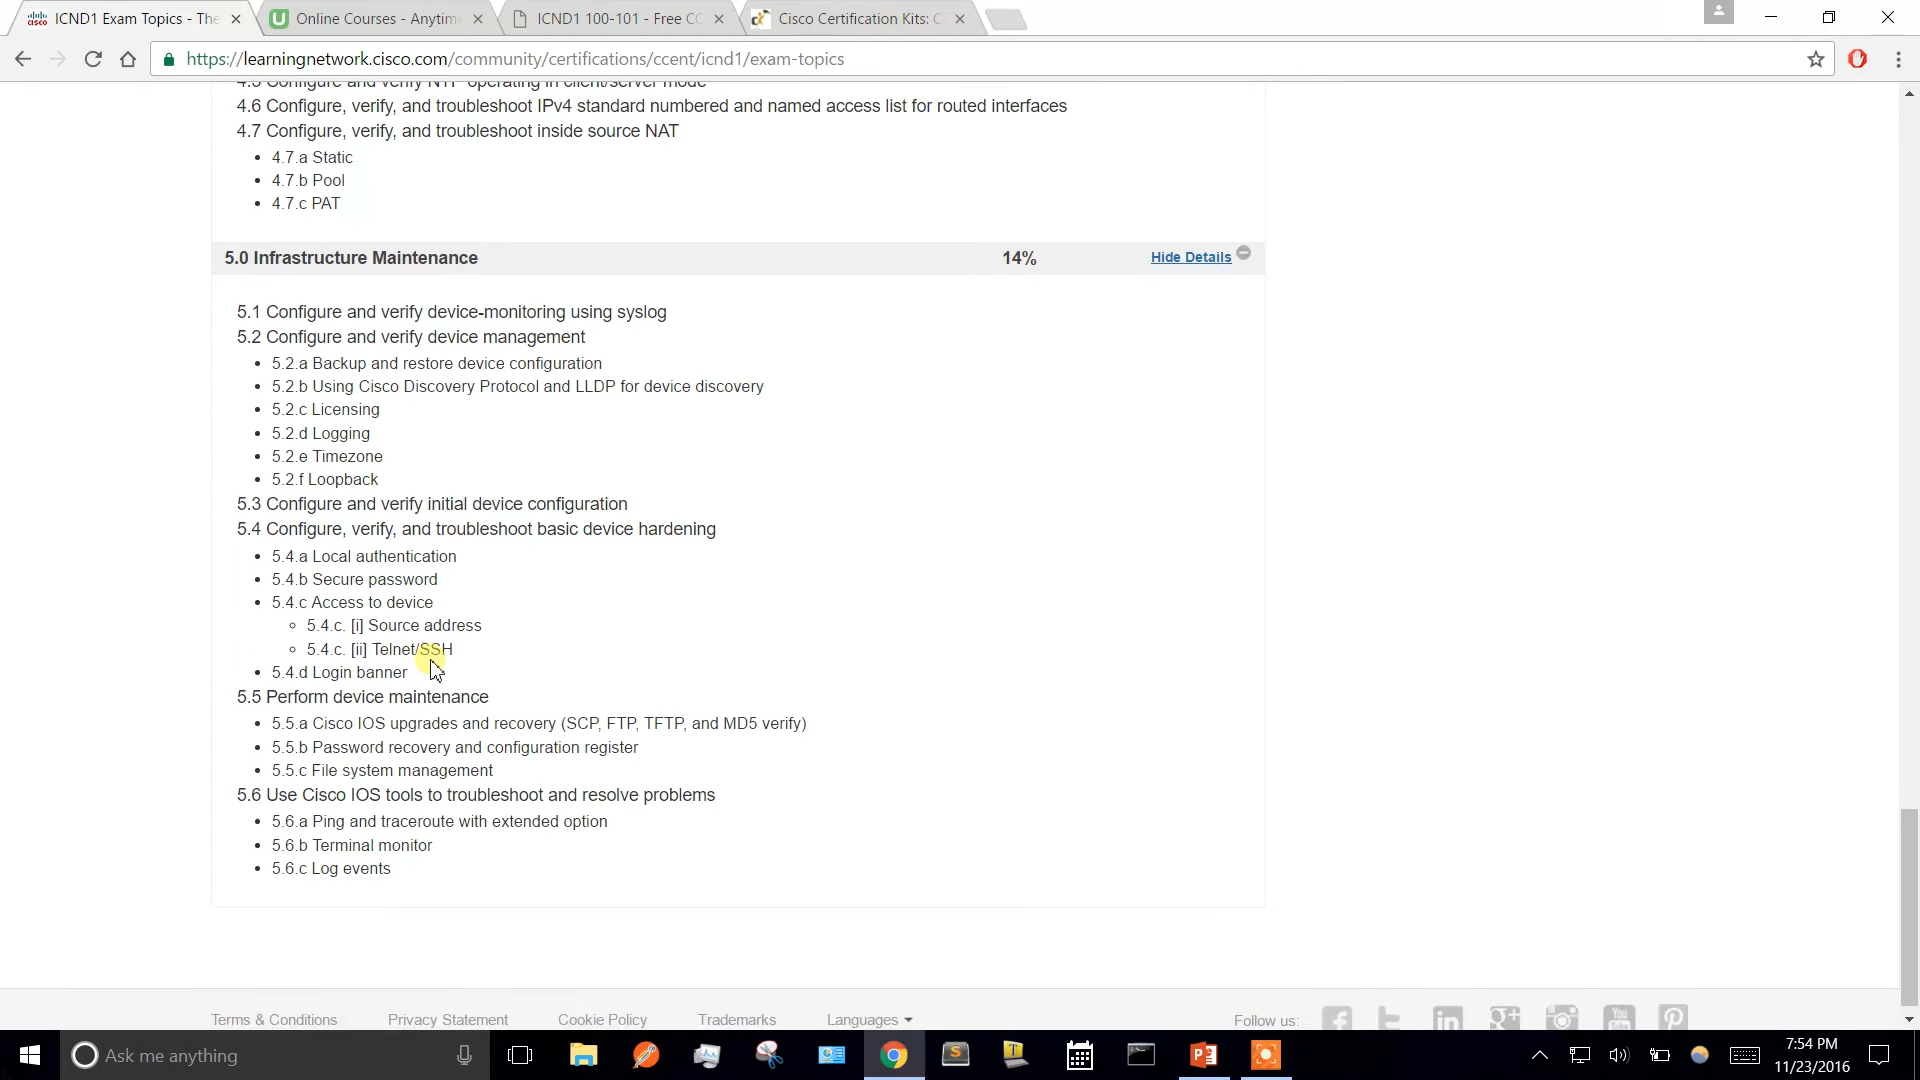 ICND1 Exam Topics - The
Online Courses - Anytim
ICND1 100-101 - Free CC
Cisco Certification Kits: C
https://learningnetwork.cisco.com/community/certifications/ccent/icnd1/exam-topics
4.5 Configure and verify NTP operating in client/server mode
4.6 Configure, verify, and troubleshoot IPv4 standard numbered and named access list for routed interfaces
4.7 Configure, verify, and troubleshoot inside source NAT
• 4.7.a Static
• 4.7.b Pool
• 4.7.c PAT
5.0 Infrastructure Maintenance 14% Hide Details
5.1 Configure and verify device-monitoring using syslog
5.2 Configure and verify device management
• 5.2.a Backup and restore device configuration
• 5.2.b Using Cisco Discovery Protocol and LLDP for device discovery
• 5.2.c Licensing
• 5.2.d Logging
• 5.2.e Timezone
• 5.2.f Loopback
5.3 Configure and verify initial device configuration
5.4 Configure, verify, and troubleshoot basic device hardening
• 5.4.a Local authentication
• 5.4.b Secure password
• 5.4.c Access to device
◦ 5.4.c. [i] Source address
◦ 5.4.c. [ii] Telnet/SSH
• 5.4.d Login banner
5.5 Perform device maintenance
• 5.5.a Cisco IOS upgrades and recovery (SCP, FTP, TFTP, and MD5 verify)
• 5.5.b Password recovery and configuration register
• 5.5.c File system management
5.6 Use Cisco IOS tools to troubleshoot and resolve problems
• 5.6.a Ping and traceroute with extended option
• 5.6.b Terminal monitor
• 5.6.c Log events
Terms & Conditions Privacy Statement Cookie Policy Trademarks Languages Follow us:
Ask me anything
7:54 PM
11/23/2016